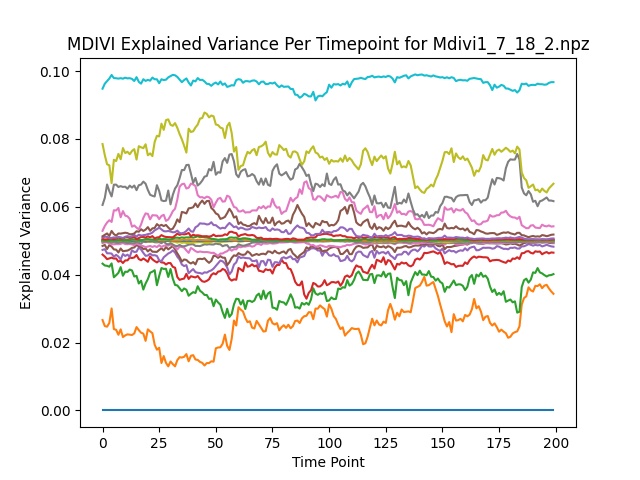 MDIVI Explained Variance Per Timepoint for Mdivi1_7_18_2.npz
0.10
0.08
0.06
0.04
0.02
0.00
Explained Variance
0 25 50 75 100 125 150 175 200
Time Point